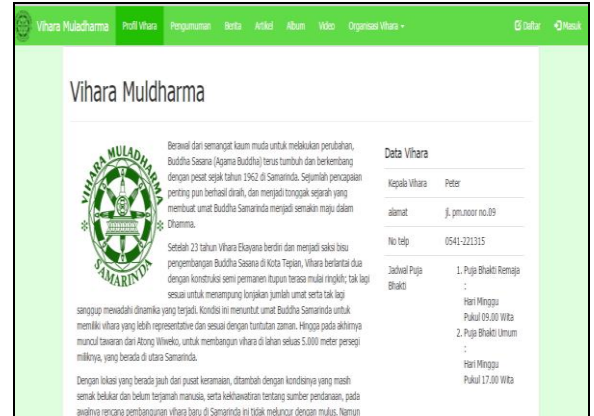 Vihara Muladharma Profil Vihara Pengumuman Berita Artikel Album Video Organisasi Vihara Daftar Masuk
Vihara Muldharma
VIHARA MULADHARMA
SAMARINDA
Berawal dari semangat kaum muda untuk melakukan perubahan,
Buddha Sasana (Agama Buddha) terus tumbuh dan berkembang
dengan pesat sejak tahun 1962 di Samarinda. Sejumlah pencapaian
penting pun berhasil diraih, dan menjadi tonggak sejarah yang
membuat umat Buddha Samarinda menjadi semakin maju dalam
Dhamma.
Setelah 23 tahun Vihara Ekayana berdiri dan menjadi saksi bisu
pengembangan Buddha Sasana di Kota Tepian, Vihara berlantai dua
dengan konstruksi semi permanen itupun terasa mulai ringkih; tak lagi
sesuai untuk menampung lonjakan jumlah umat serta tak lagi
sanggup mewadahi dinamika yang terjadi. Kondisi ini menuntut umat Buddha Samarinda untuk
memiliki vihara yang lebih representative dan sesuai dengan tuntutan zaman. Hingga pada akhirnya
muncul tawaran dari Atong Wiweko, untuk membangun vihara di lahan seluas 5.000 meter persegi
miliknya, yang berada di utara Samarinda.
Dengan lokasi yang berada jauh dari pusat keramaian, ditambah dengan kondisinya yang masih
semak belukar dan belum terjamah manusia, serta kekhawatiran tentang sumber pendanaan, pada
awalnya rencana pembangunan vihara baru di Samarinda ini tidak meluncur dengan mulus. Namun
Data Vihara
Kepala Vihara Peter
alamat jl. pm.noor no.09
No telp 0541-221315
Jadwal Puja Bhakti
1. Puja Bhakti Remaja
:
Hari Minggu
Pukul 09.00 Wita
2. Puja Bhakti Umum
:
Hari Minggu
Pukul 17.00 Wita